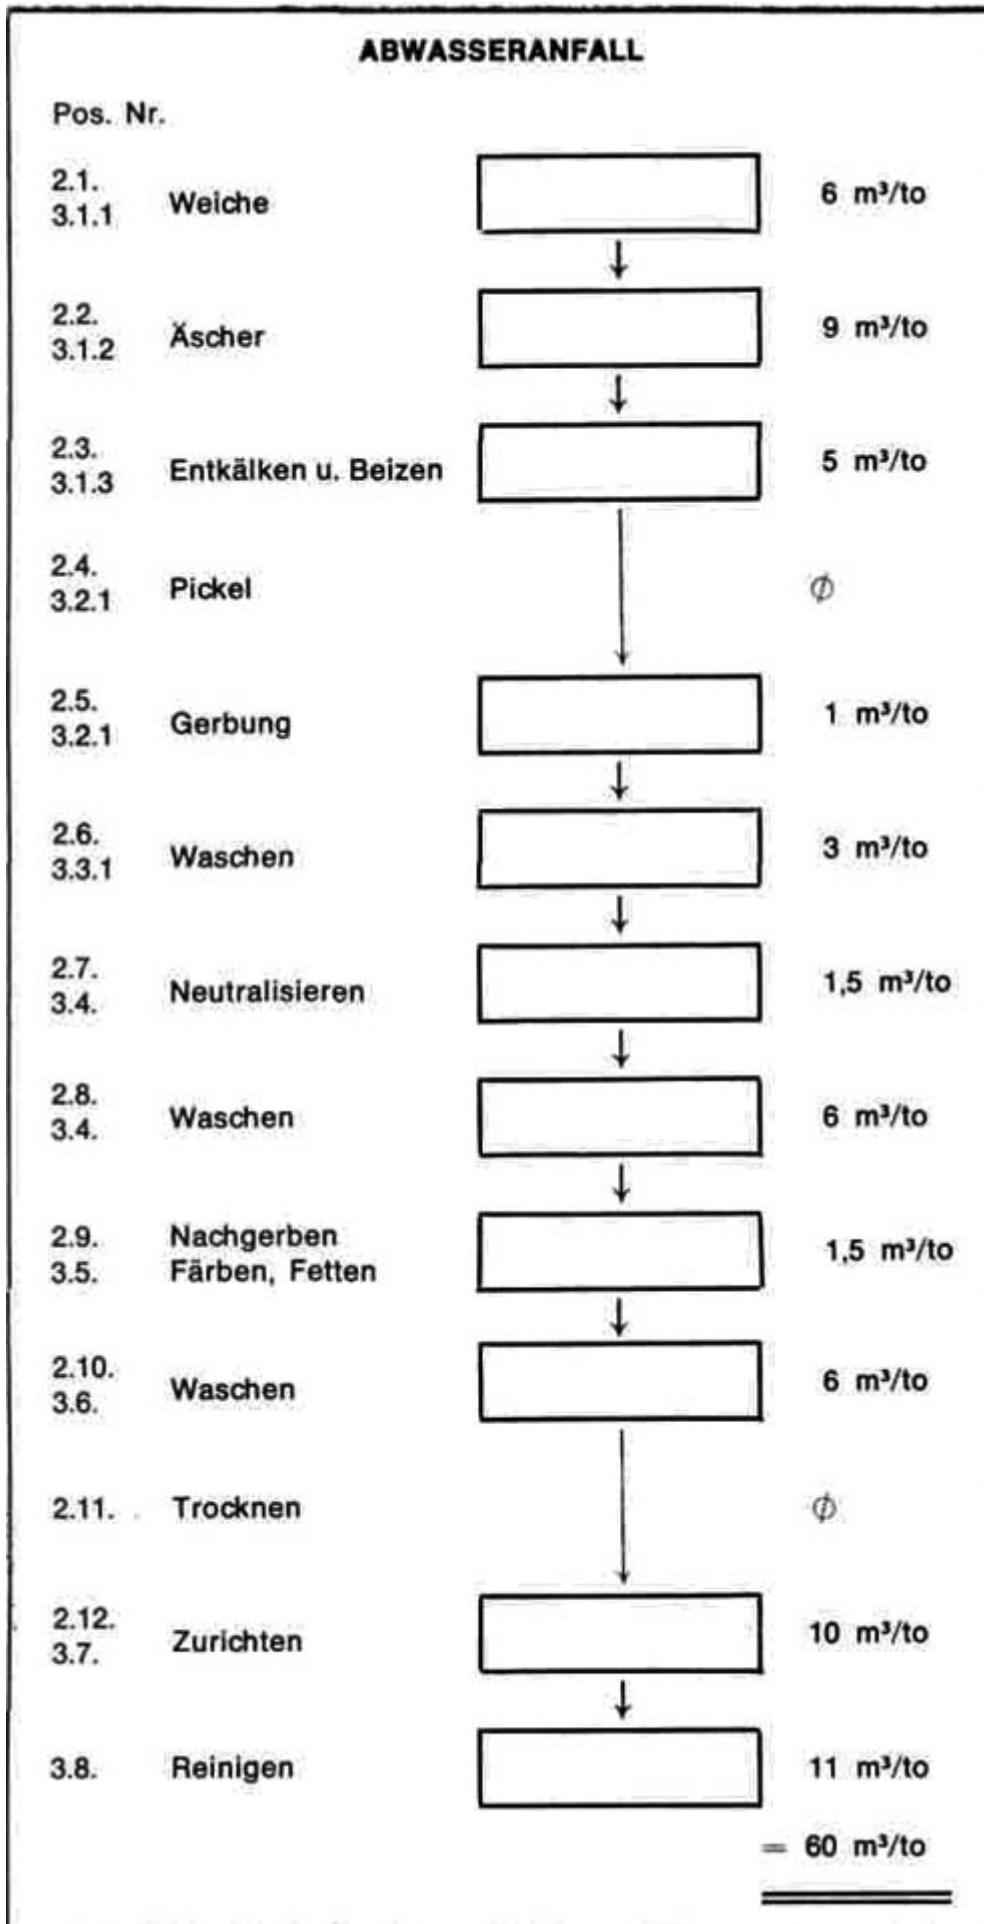 ABWASSERANFALL
Pos. Nr.
2.1.
3.1.1 Weiche 6 m³/to
2.2.
3.1.2 Äscher 9 m³/to
2.3.
3.1.3 Entkälken u. Beizen 5 m³/to
2.4.
3.2.1 Pickel ∅
2.5.
3.2.1 Gerbung 1 m³/to
2.6.
3.3.1 Waschen 3 m³/to
2.7.
3.4. Neutralisieren 1,5 m³/to
2.8.
3.4. Waschen 6 m³/to
2.9. Nachgerben
3.5. Färben, Fetten 1,5 m³/to
2.10.
3.6. Waschen 6 m³/to
2.11. Trocknen ∅
2.12.
3.7. Zurichten 10 m³/to
3.8. Reinigen 11 m³/to
= 60 m³/to